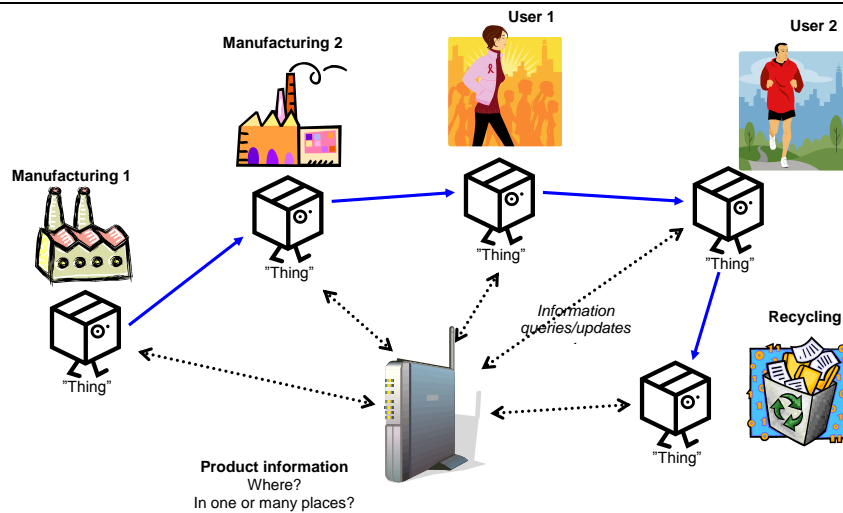 User 1
User 2
Manufacturing 2
Manufacturing 1
"Thing"
"Thing"
"Thing"
"Thing"
Information
queries/updates
Recycling
"Thing"
Product information
Where?
In one or many places?